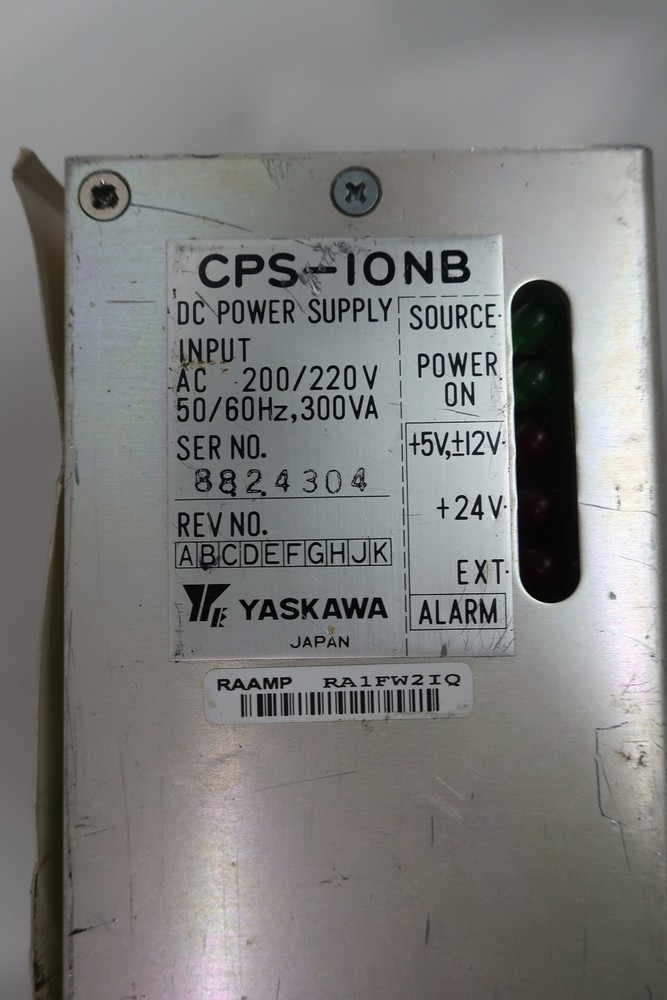 CPS-10NB
DC POWER SUPPLY
INPUT
AC 200/220V
50/60Hz, 300VA
SER NO.
8824304
REV NO.
ABCDEFGHJK
YE YASKAWA
JAPAN
SOURCE
POWER
ON
+5V,±12V
+24V
EXT
ALARM
RAAMP RA1FW2IQ